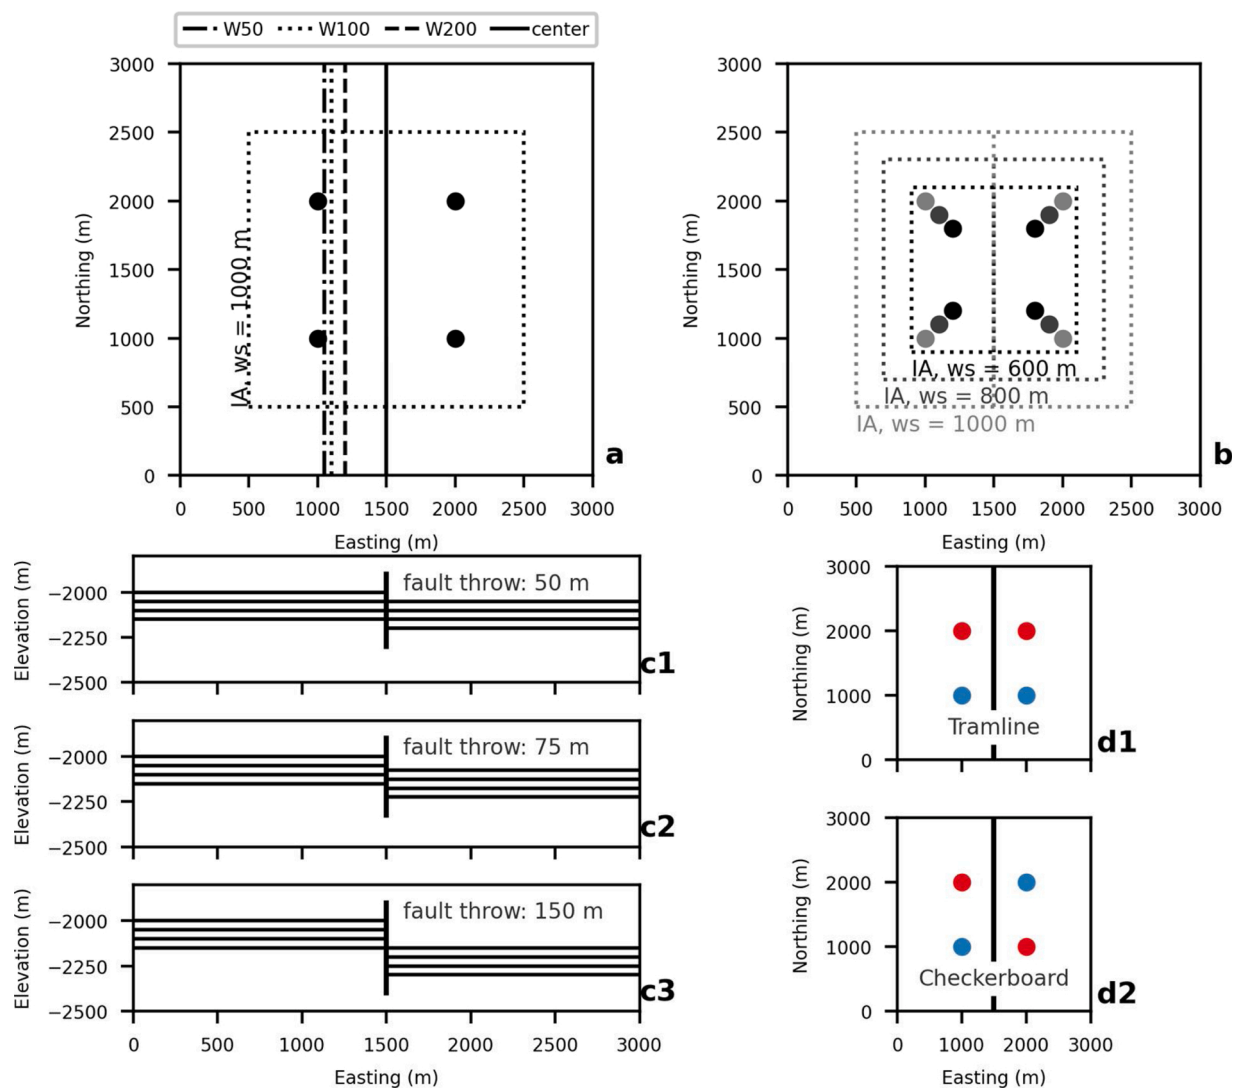 W50 W100 W200 center
3000
2500
2000
1500
1000
500
0
Northing (m)
IA, ws = 1000 m
0 500 1000 1500 2000 2500 3000
Easting (m)
a
3000
2500
2000
1500
1000
500
0
Northing (m)
IA, ws = 600 m
IA, ws = 800 m
IA, ws = 1000 m
0 500 1000 1500 2000 2500 3000
Easting (m)
b
Elevation (m)
−2000
−2250
−2500
fault throw: 50 m
c1
Elevation (m)
−2000
−2250
−2500
fault throw: 75 m
c2
Elevation (m)
−2000
−2250
−2500
fault throw: 150 m
c3
0 500 1000 1500 2000 2500 3000
Easting (m)
3000
2000
1000
0
Northing (m)
Tramline
d1
3000
2000
1000
0
Northing (m)
Checkerboard
d2
0 1000 2000 3000
Easting (m)